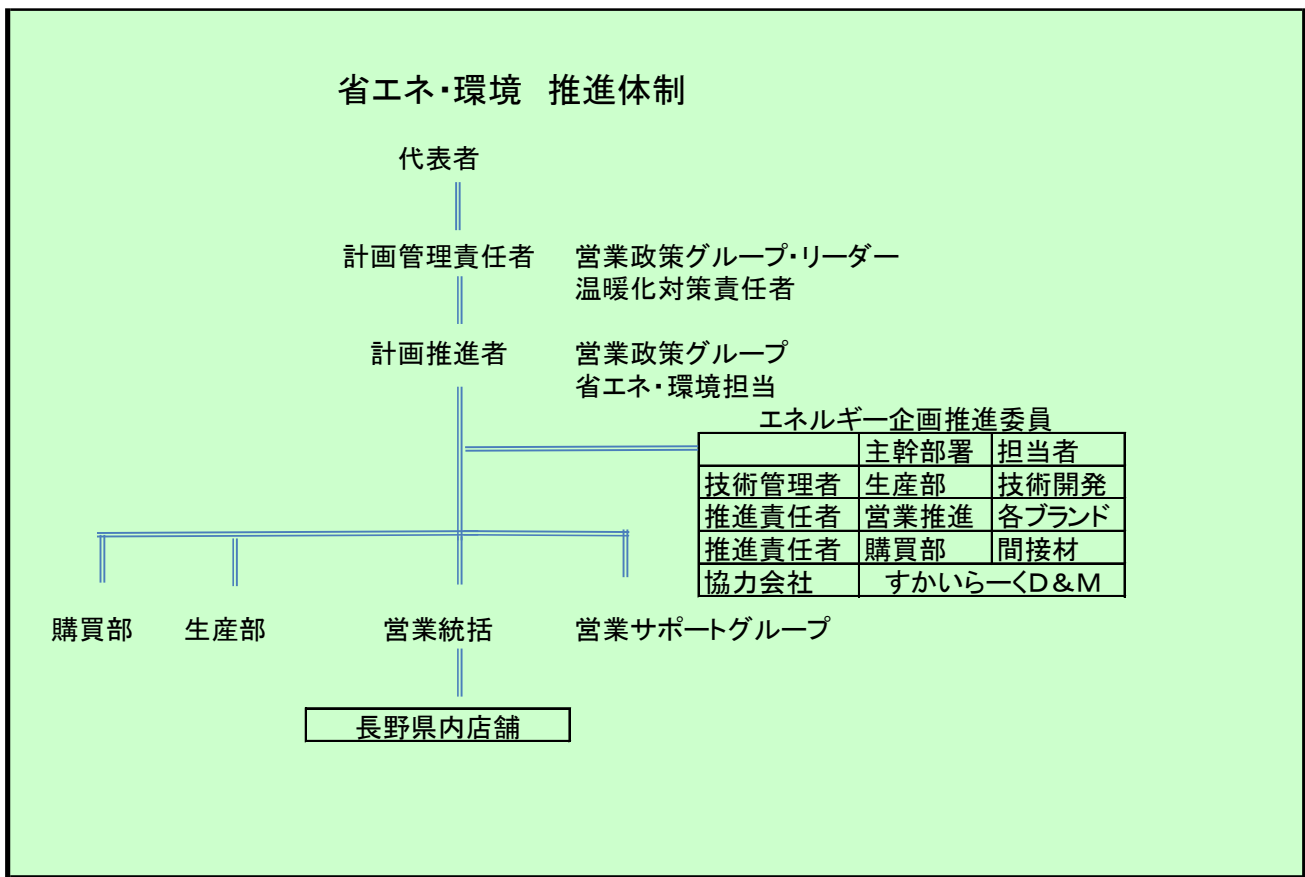 省エネ・環境　推進体制
代表者
計画管理責任者　営業政策グループ・リーダー
温暖化対策責任者
計画推進者　営業政策グループ
省エネ・環境担当
エネルギー企画推進委員
主幹部署　担当者
技術管理者　生産部　技術開発
推進責任者　営業推進　各ブランド
推進責任者　購買部　間接材
協力会社　すかいらーくＤ＆Ｍ
購買部　生産部　営業統括　営業サポートグループ
長野県内店舗